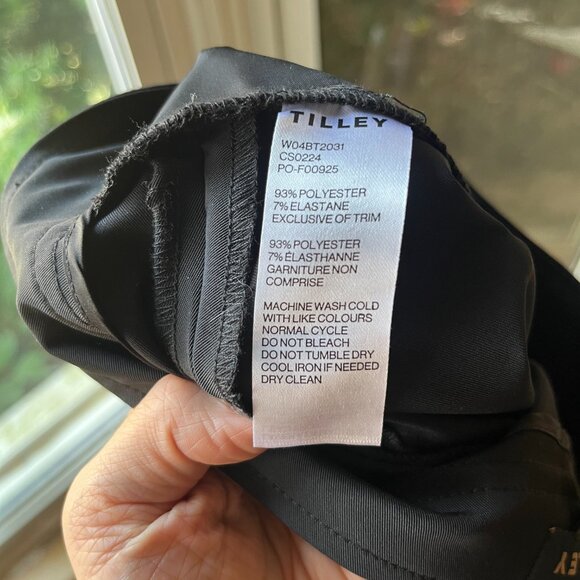 TILLEY
W04BT2031
CS0224
PO-F00925
93% POLYESTER
7% ELASTANE
EXCLUSIVE OF TRIM
93% POLYESTER
7% ÉLASTHANNE
GARNITURE NON
COMPRISE
MACHINE WASH COLD
WITH LIKE COLOURS
NORMAL CYCLE
DO NOT BLEACH
DO NOT TUMBLE DRY
COOL IRON IF NEEDED
DRY CLEAN